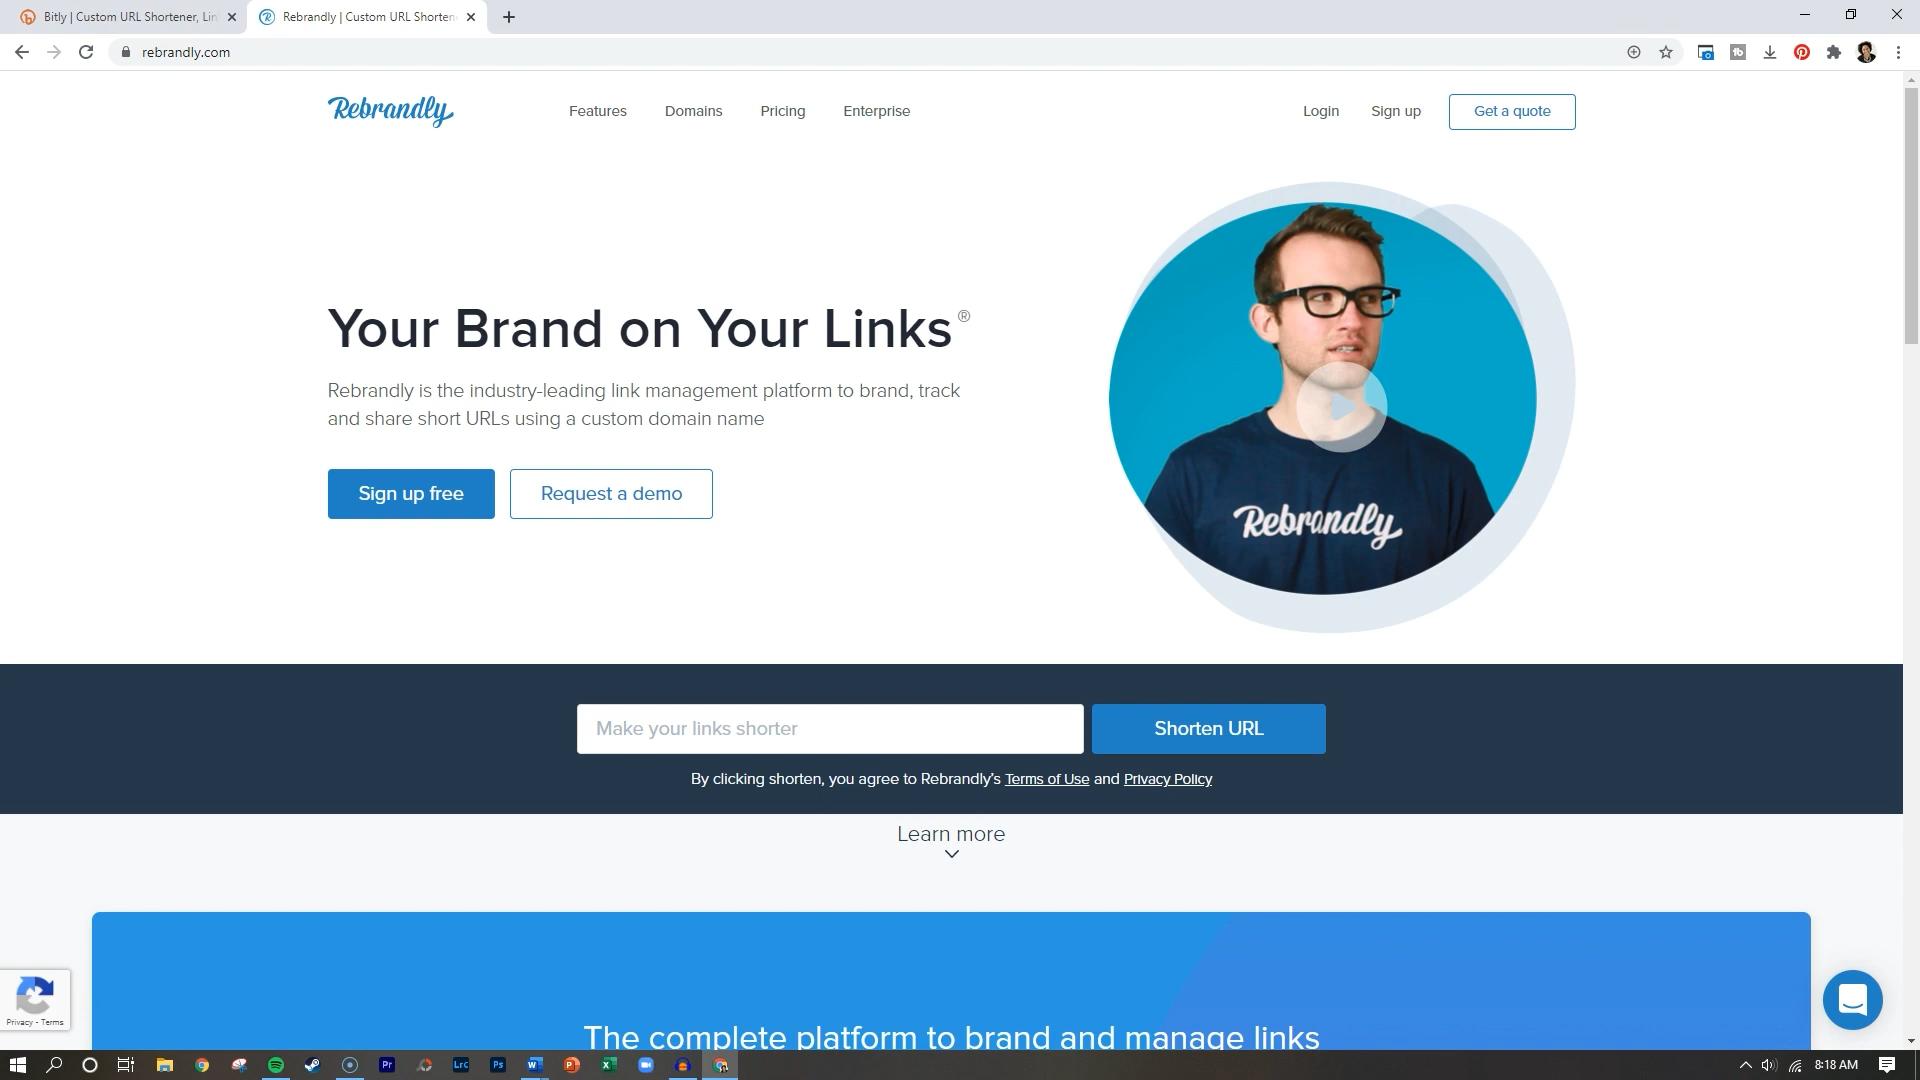 Bitly | Custom URL Shortener, Lin
Rebrandly | Custom URL Shorten
rebrandly.com
Rebrandly
Features
Domains
Pricing
Enterprise
Login
Sign up
Get a quote
Your Brand on Your Links®
Rebrandly is the industry-leading link management platform to brand, track
and share short URLs using a custom domain name
Sign up free
Request a demo
Rebrandly
Make your links shorter
Shorten URL
By clicking shorten, you agree to Rebrandly's Terms of Use and Privacy Policy
Learn more
The complete platform to brand and manage links
Privacy - Terms
Pr
Lrc
Ps
W
P
X
8:18 AM